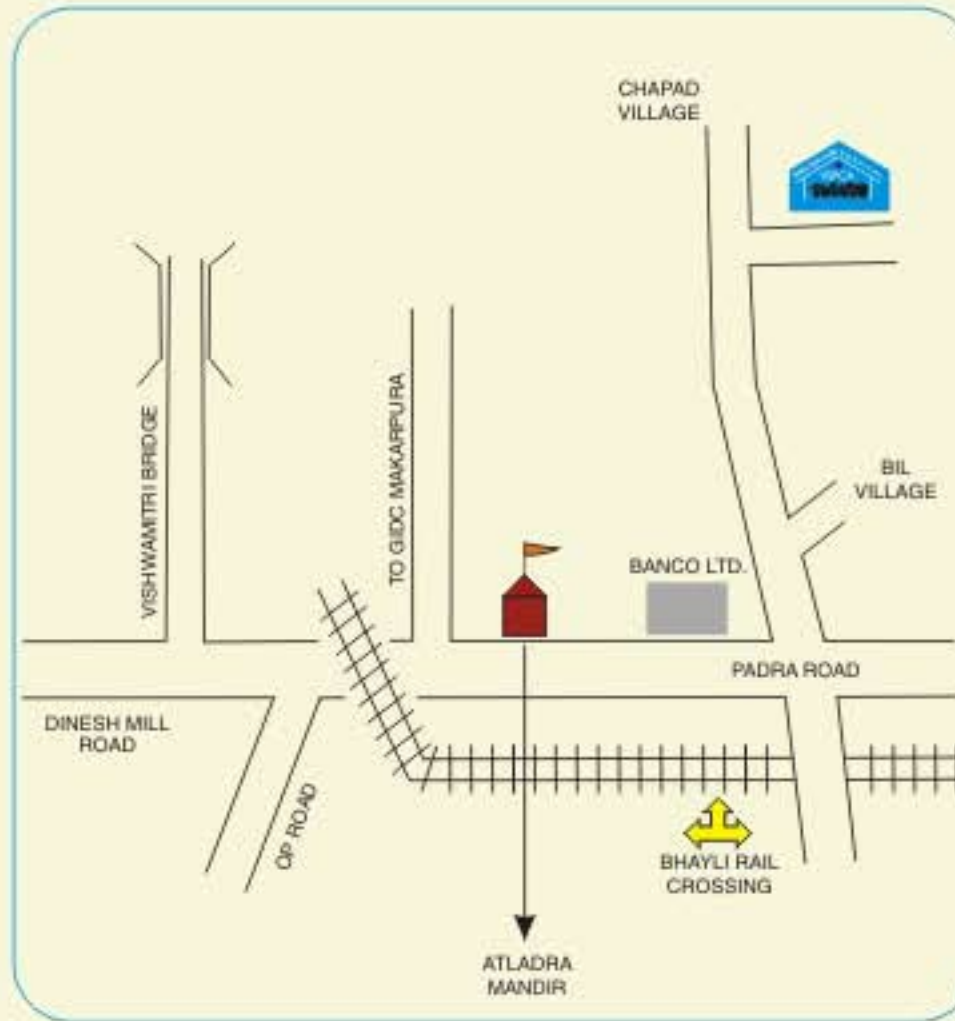 CHAPAD
VILLAGE
VISHWAMITRI BRIDGE
TO GIDC MAKARPURA
BIL
VILLAGE
BANCO LTD.
PADRA ROAD
DINESH MILL
ROAD
OP ROAD
BHAYLI RAIL
CROSSING
ATLADRA
MANDIR